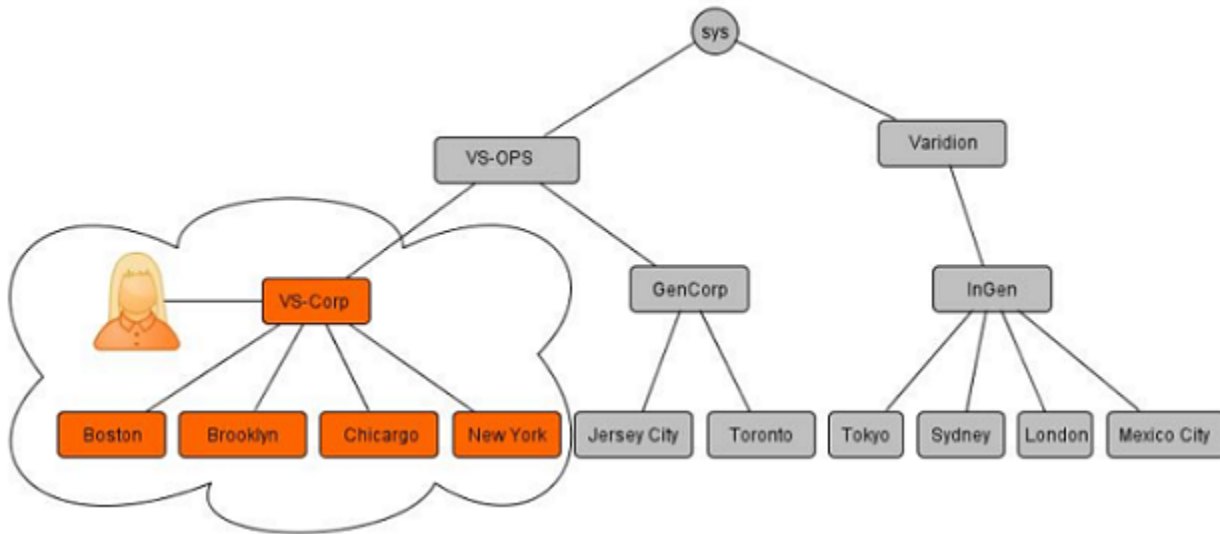 sys
VS-OPS
Varidion
VS-Corp
GenCorp
InGen
Boston
Brooklyn
Chicargo
New York
Jersey City
Toronto
Tokyo
Sydney
London
Mexico City